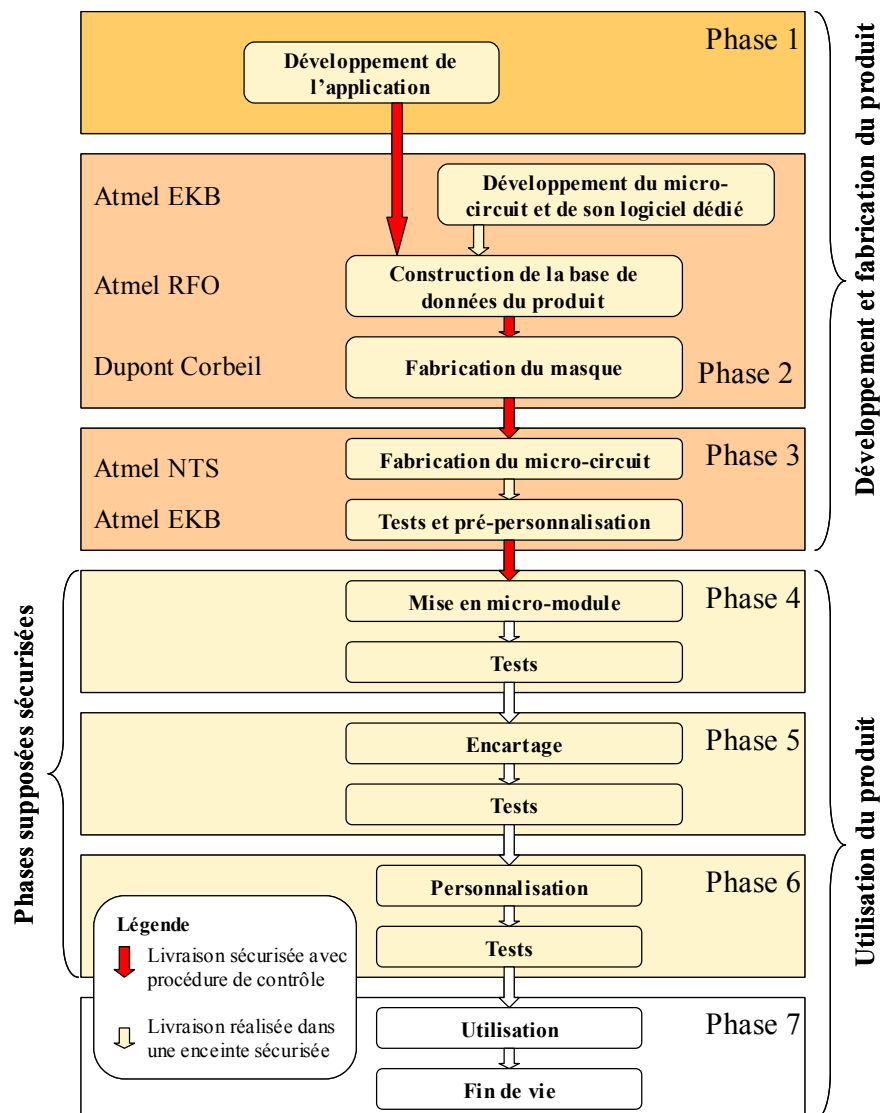 Phase 1
Développement de
l’application
Atmel EKB
Développement du micro-
circuit et de son logiciel dédié
Atmel RFO
Construction de la base de
données du produit
Dupont Corbeil
Fabrication du masque
Phase 2
Développement et fabrication du produit
Phase 3
Atmel NTS
Fabrication du micro-circuit
Atmel EKB
Tests et pré-personnalisation
Phase 4
Mise en micro-module
Tests
Phase 5
Encartage
Tests
Phase 6
Personnalisation
Tests
Phases supposées sécurisées
Utilisation du produit
Légende
Livraison sécurisée avec
procédure de contrôle
Livraison réalisée dans
une enceinte sécurisée
Phase 7
Utilisation
Fin de vie